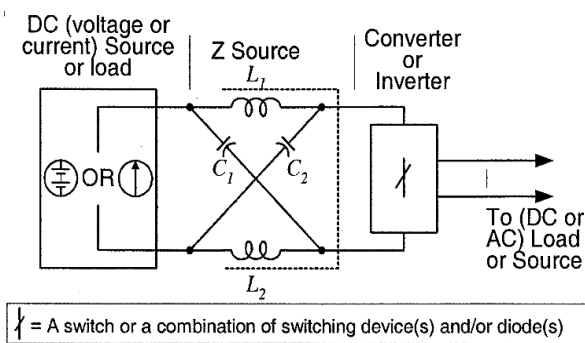 DC (voltage or
current) Source
or load
Z Source
Converter
or
Inverter
L1
C1
C2
OR
To (DC or
AC) Load
or Source
L2
= A switch or a combination of switching device(s) and/or diode(s)